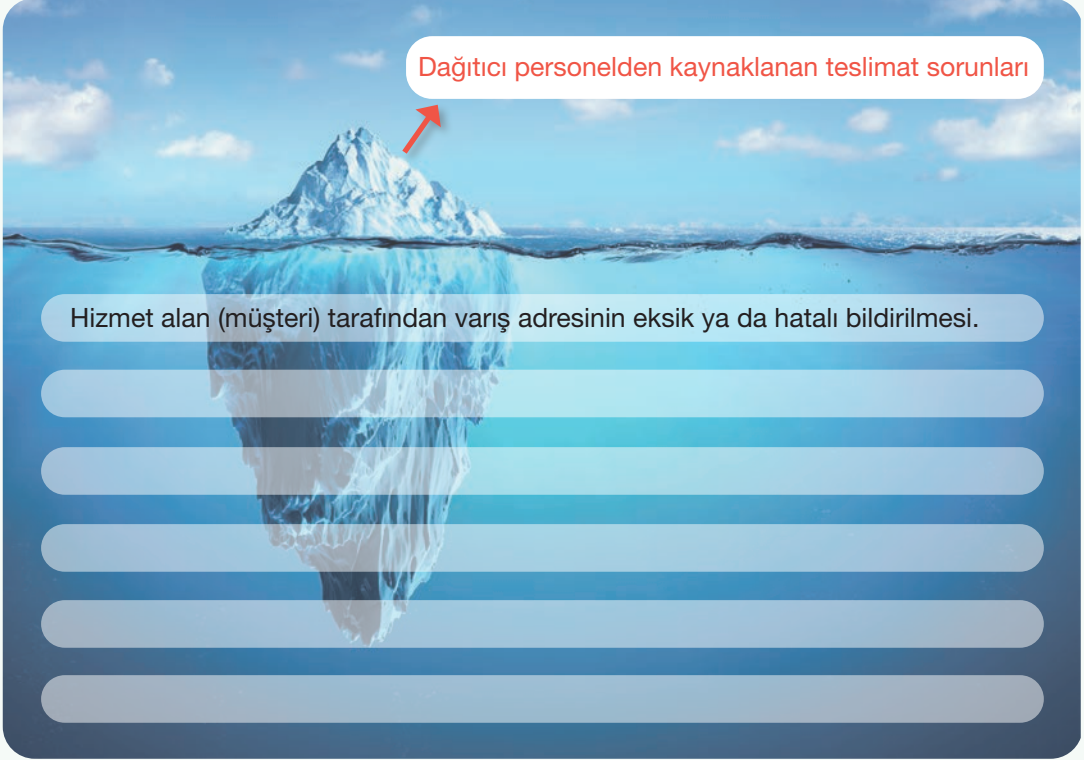 Dağıtıcı personelden kaynaklanan teslimat sorunları
Hizmet alan (müşteri) tarafından varış adresinin eksik ya da hatalı bildirilmesi.